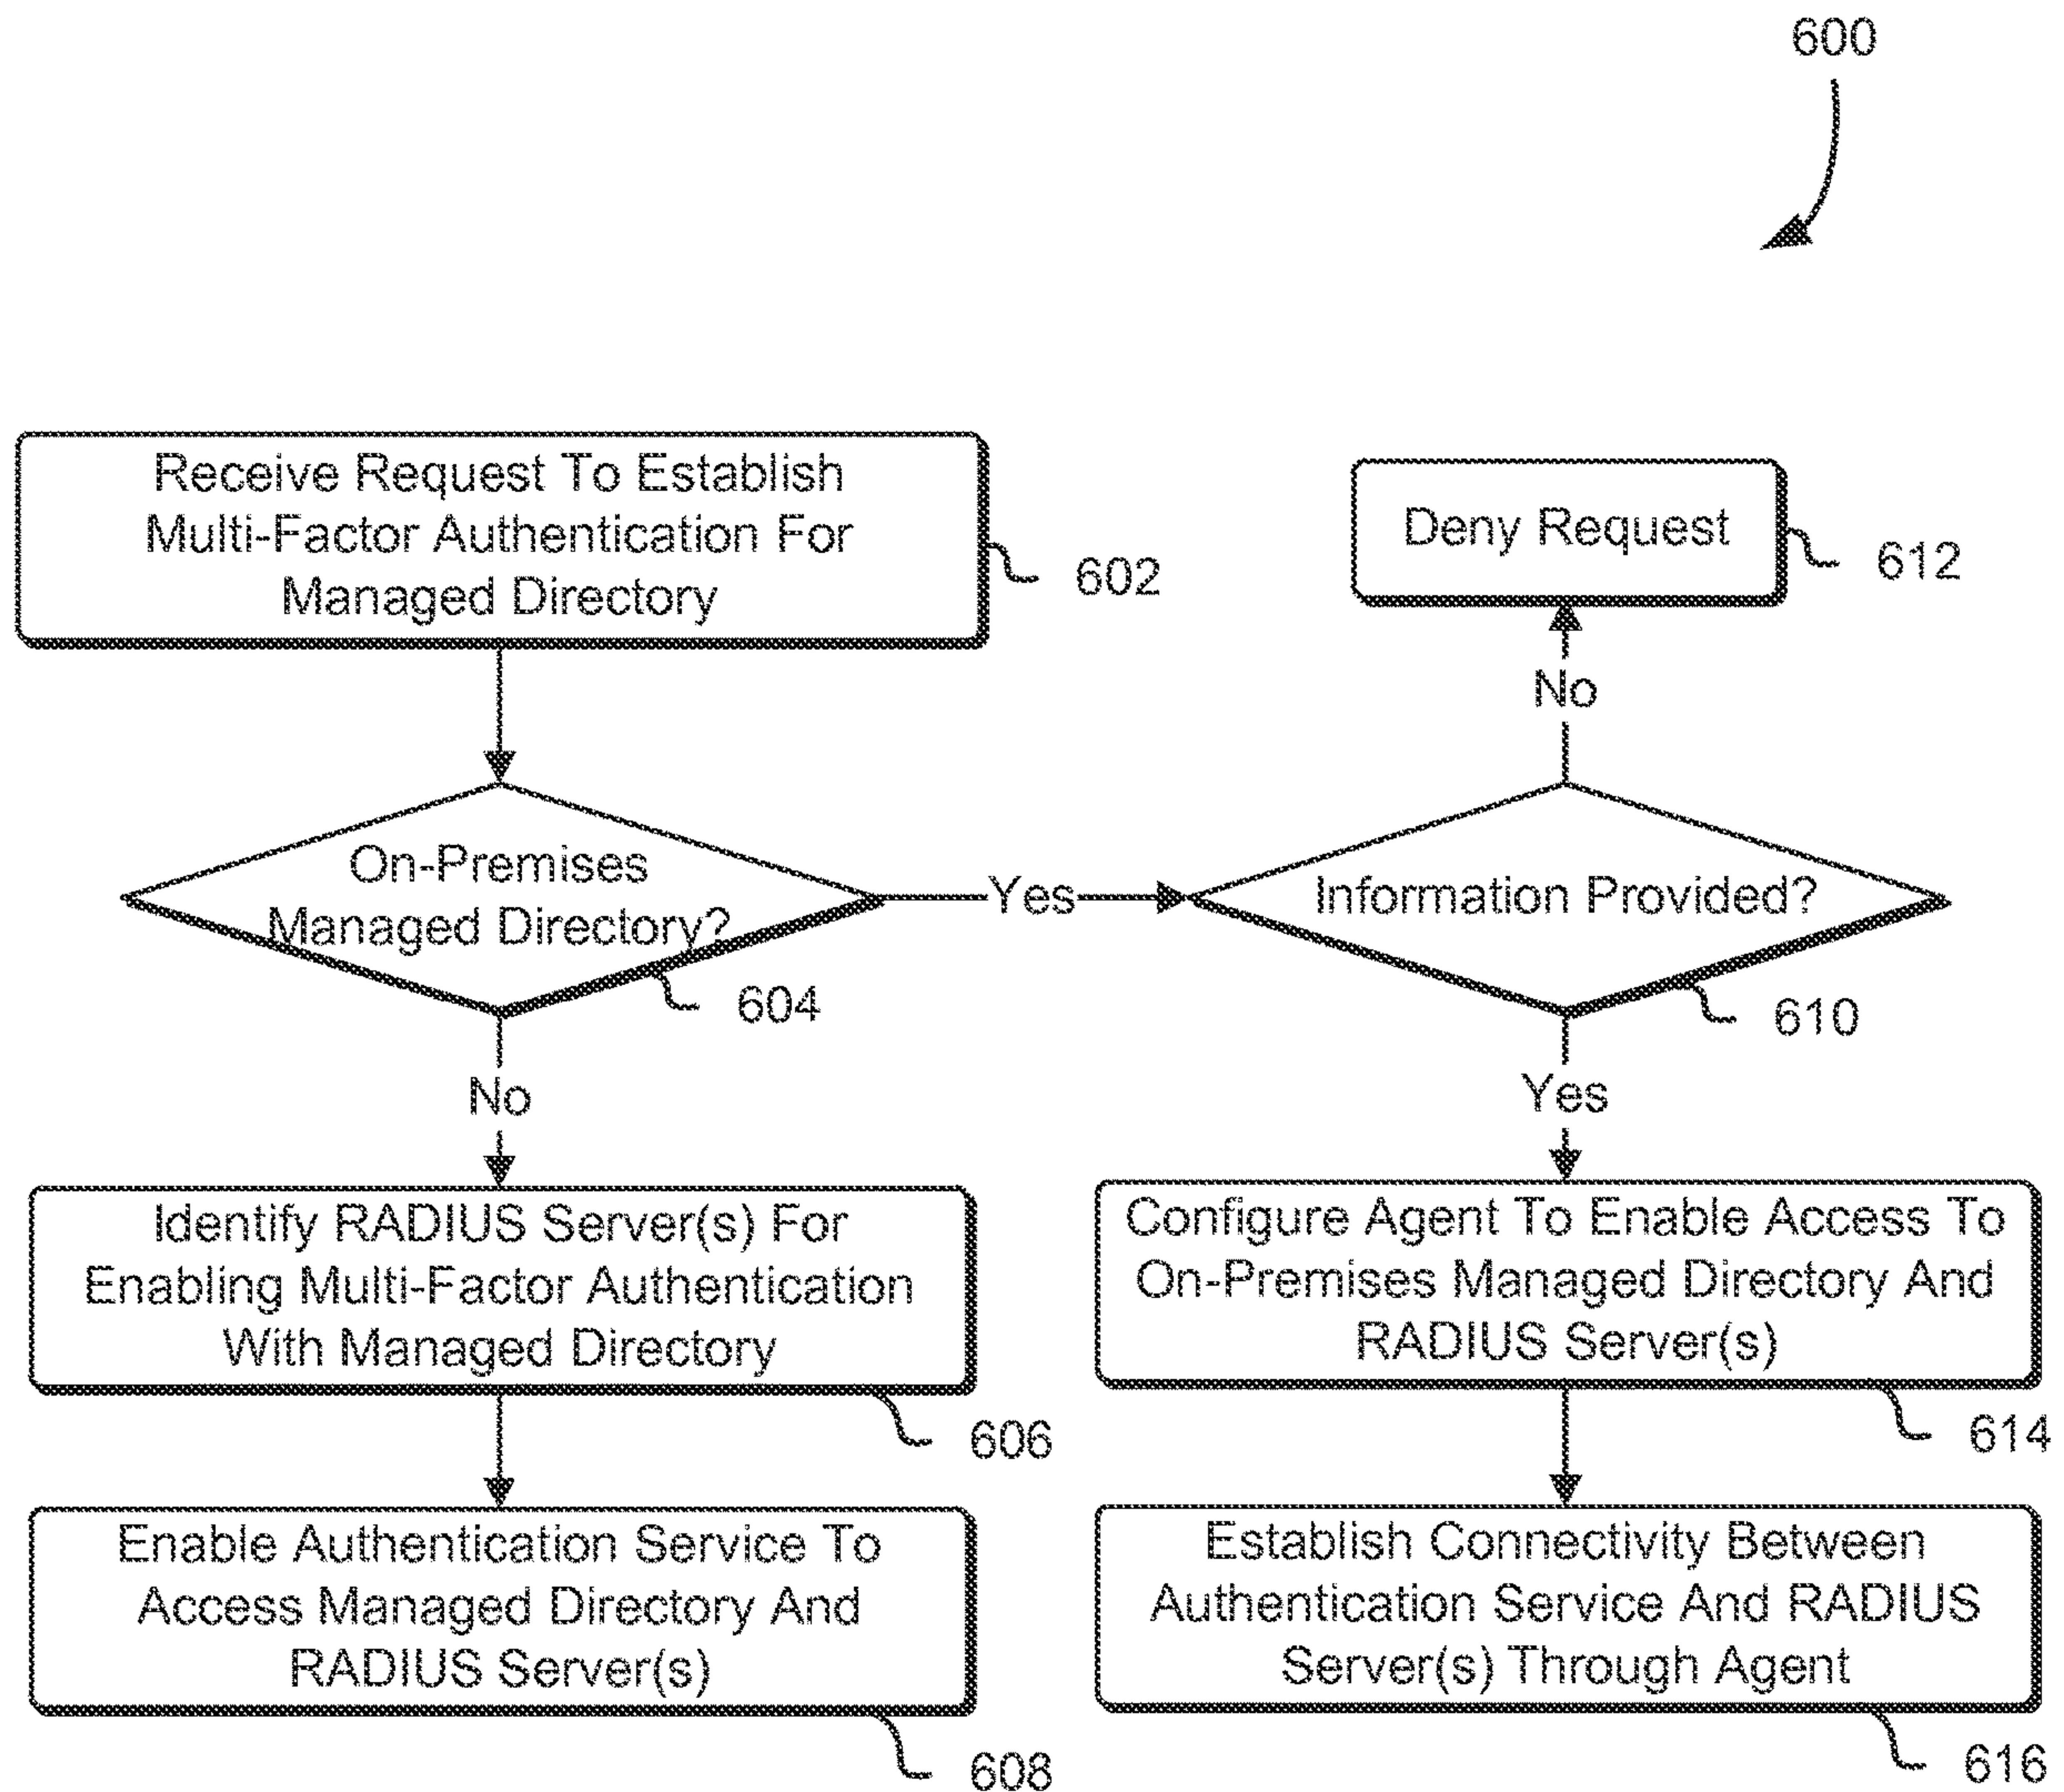 600
Receive Request To Establish
Multi-Factor Authentication For
Managed Directory
602
On-Premises
Managed Directory?
604
Yes
No
Identify RADIUS Server(s) For
Enabling Multi-Factor Authentication
With Managed Directory
606
Enable Authentication Service To
Access Managed Directory And
RADIUS Server(s)
608
Information Provided?
610
No
Deny Request
612
Yes
Configure Agent To Enable Access To
On-Premises Managed Directory And
RADIUS Server(s)
614
Establish Connectivity Between
Authentication Service And RADIUS
Server(s) Through Agent
616